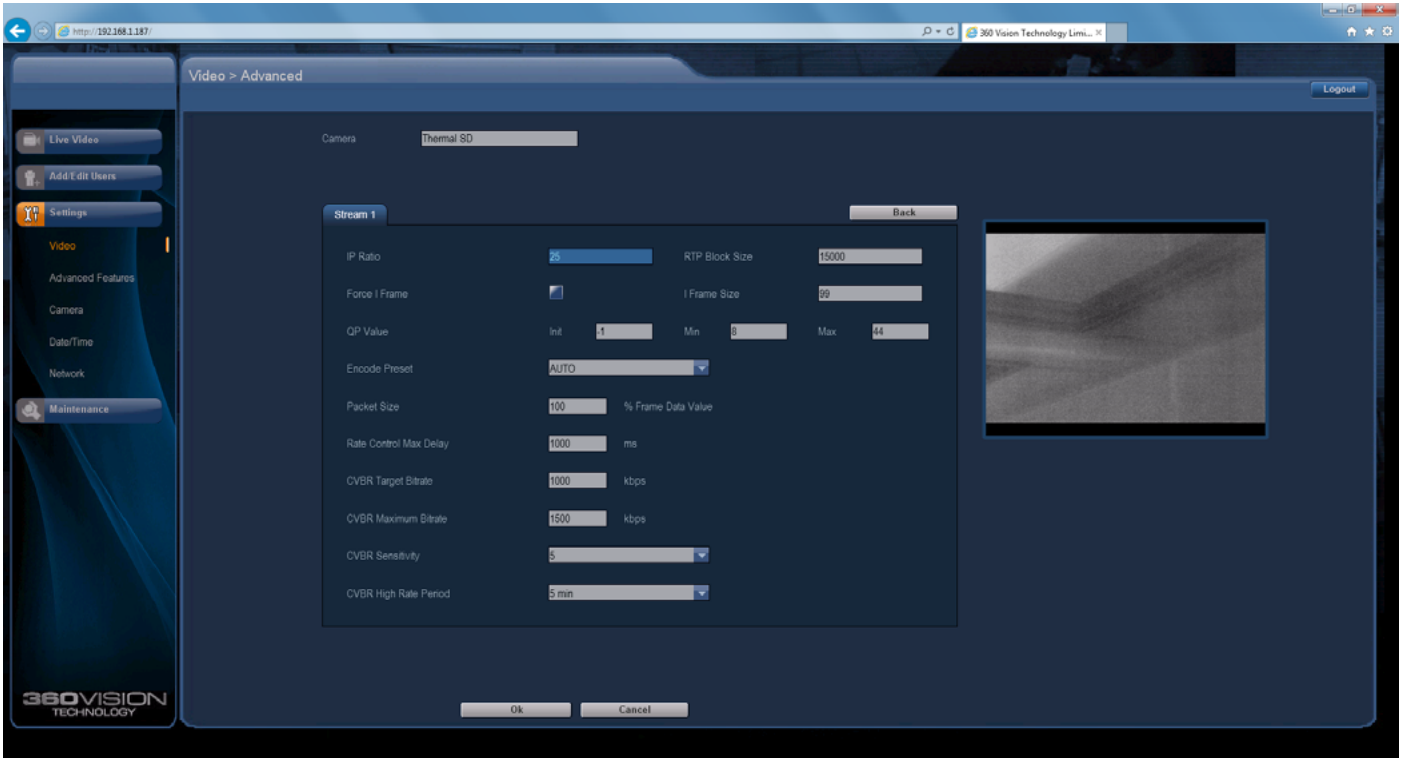 http://192.168.1.187/
360 Vision Technology Limi...
Video > Advanced
Logout
Live Video
Add/Edit Users
Settings
Video
Advanced Features
Camera
Date/Time
Network
Maintenance
360VISION
TECHNOLOGY
Camera Thermal SD
Stream 1 Back
IP Ratio 25 RTP Block Size 15000
Force I Frame I Frame Size 99
QP Value Init -1 Min 8 Max 44
Encode Preset AUTO
Packet Size 100 % Frame Data Value
Rate Control Max Delay 1000 ms
CVBR Target Bitrate 1000 kbps
CVBR Maximum Bitrate 1500 kbps
CVBR Sensitivity 5
CVBR High Rate Period 5 min
Ok Cancel